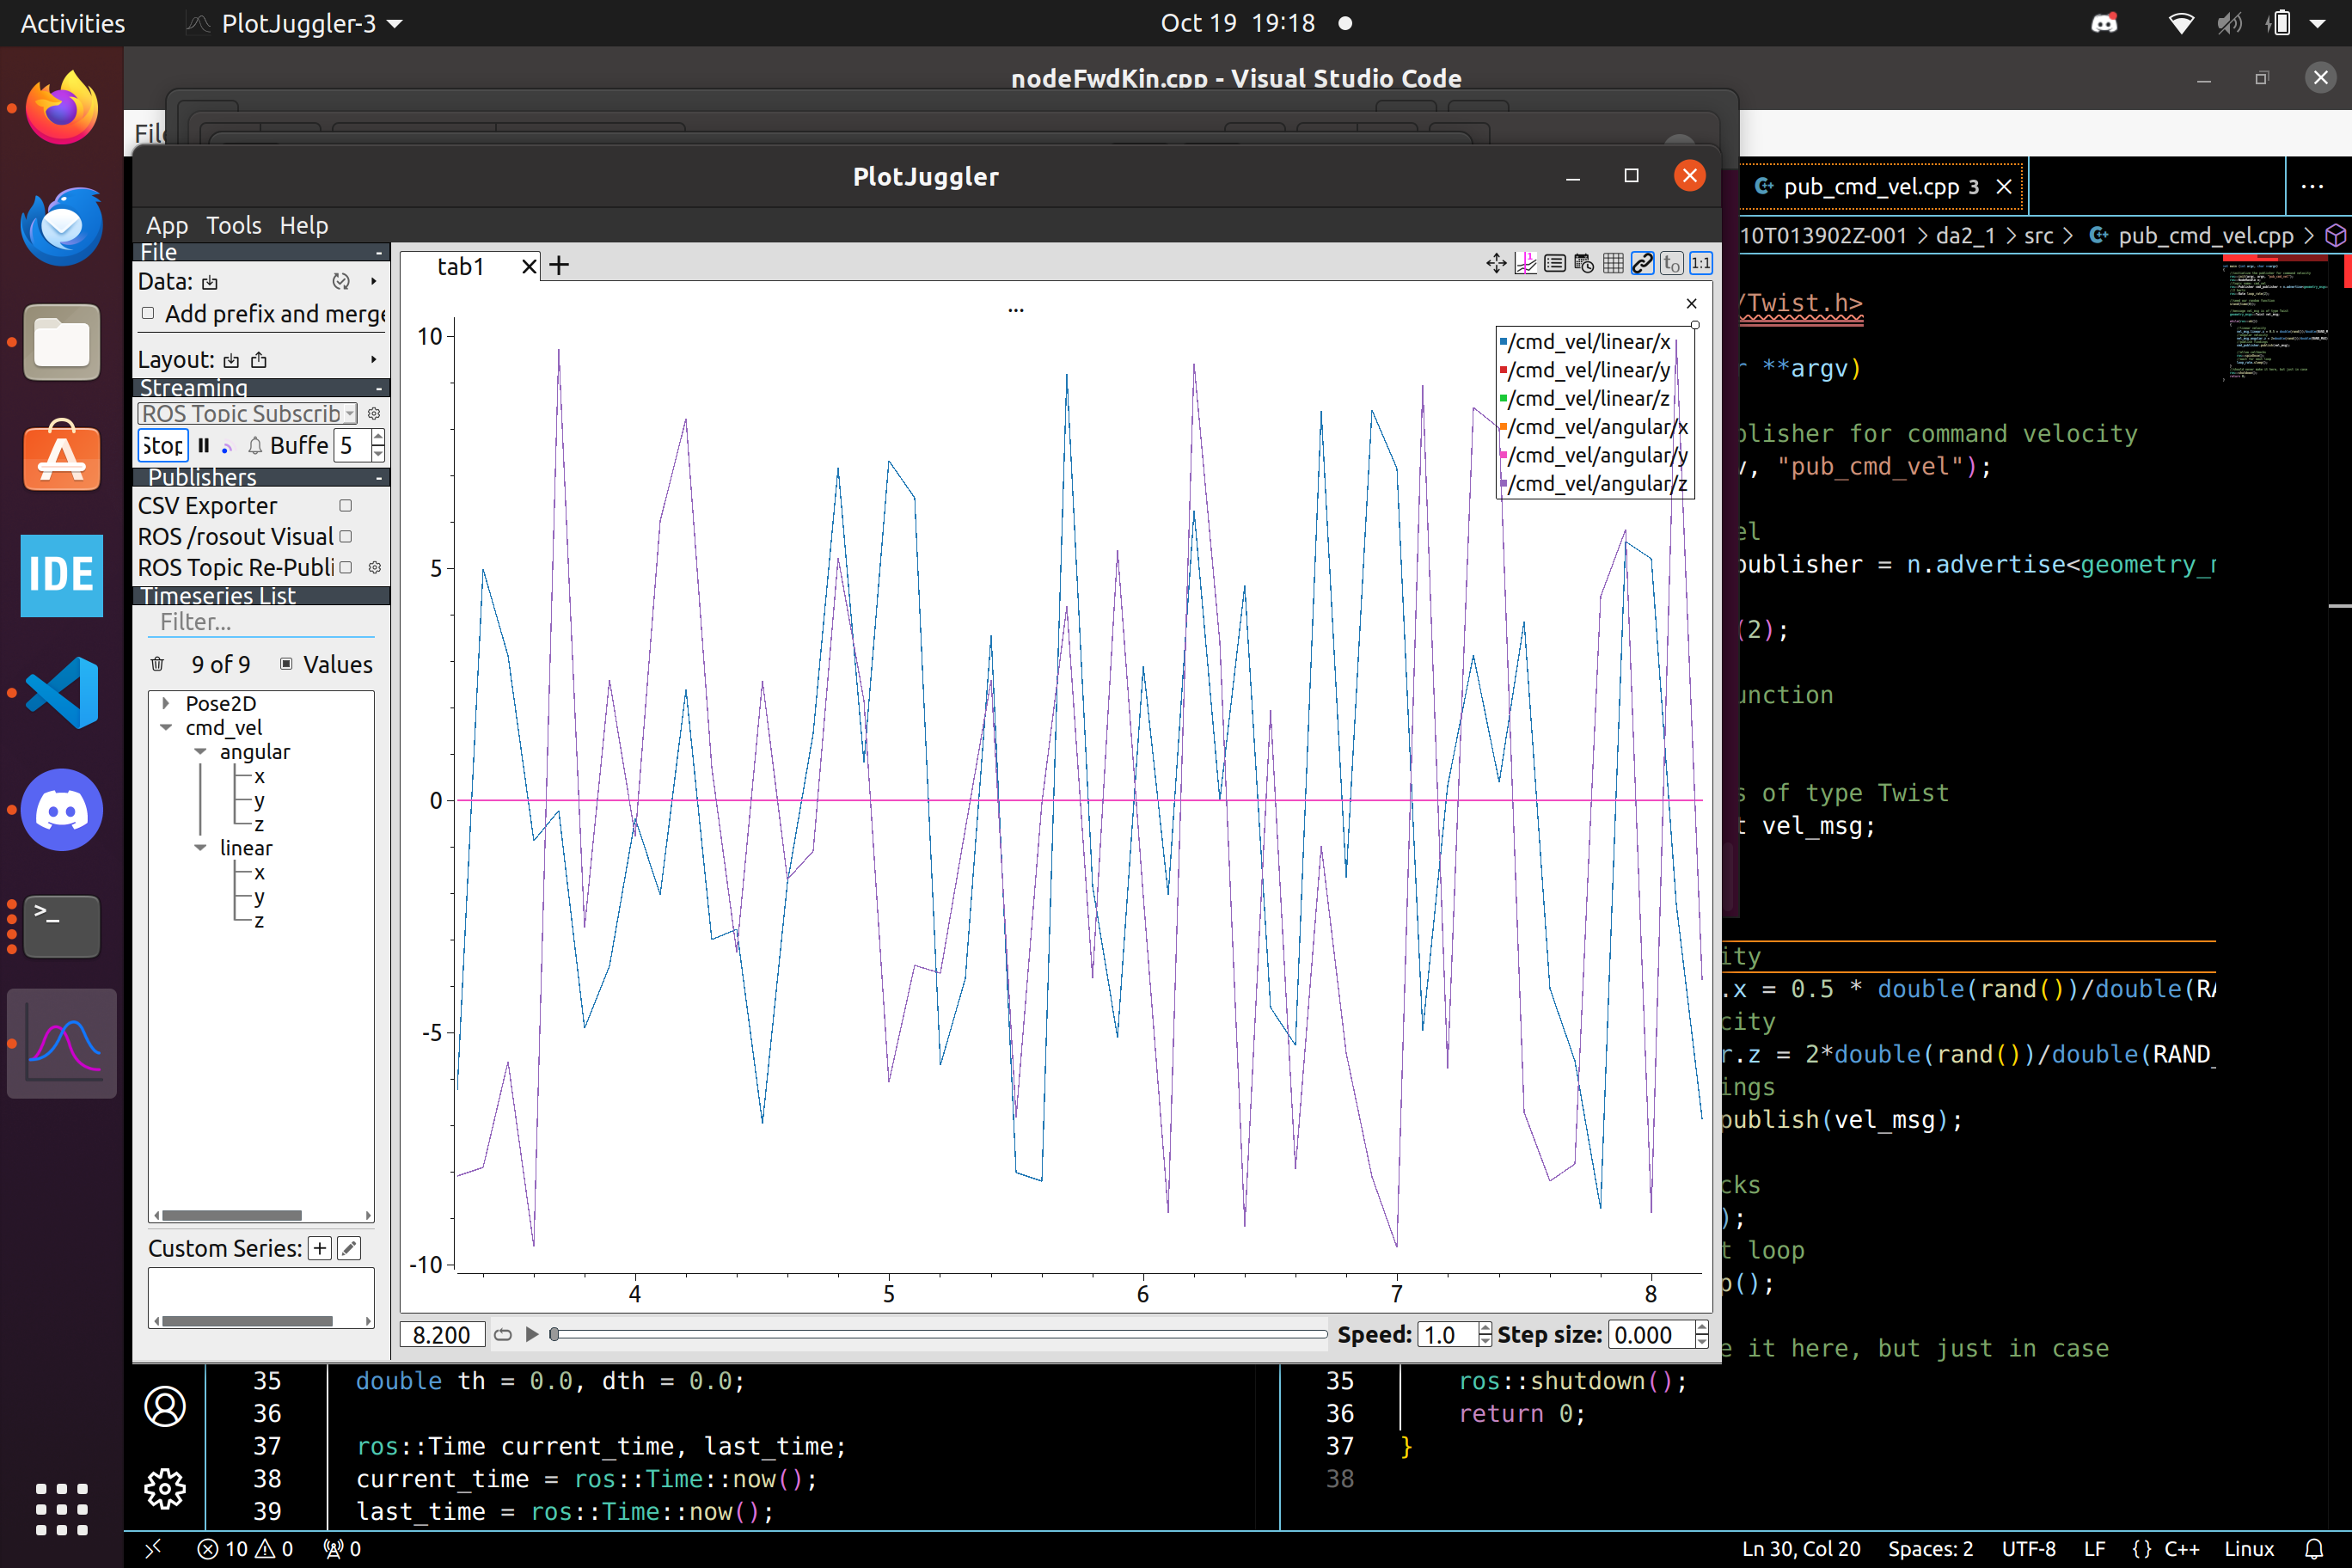 Activities
PlotJuggler-3
Oct 19 19:18
nodeFwdKin.cpp - Visual Studio Code
PlotJuggler
pub_cmd_vel.cpp 3
App Tools Help
10T013902Z-001 > da2_1 > src > pub_cmd_vel.cpp >
File -
tab1
Data:
Add prefix and merge
Layout:
Streaming -
ROS Topic Subscrib
Stop Buffe 5
Publishers -
CSV Exporter
ROS /rosout Visual
ROS Topic Re-Publi
Timeseries List
Filter...
9 of 9 Values
Pose2D
cmd_vel
angular
x
y
z
linear
x
y
z
Custom Series:
...
10
5
0
-5
-10
4 5 6 7 8
/cmd_vel/linear/x
/cmd_vel/linear/y
/cmd_vel/linear/z
/cmd_vel/angular/x
/cmd_vel/angular/y
/cmd_vel/angular/z
8.200
Speed: 1.0 Step size: 0.000
/Twist.h>
r **argv)
blisher for command velocity
v, "pub_cmd_vel");
el
publisher = n.advertise<geometry_
(2);
unction
s of type Twist
t vel_msg;
ity
.x = 0.5 * double(rand())/double(RA
city
r.z = 2*double(rand())/double(RAND_
ings
publish(vel_msg);
cks
);
t loop
p();
e it here, but just in case
35 double th = 0.0, dth = 0.0;
36
37 ros::Time current_time, last_time;
38 current_time = ros::Time::now();
39 last_time = ros::Time::now();
35 ros::shutdown();
36 return 0;
37 }
38
10 0 0
Ln 30, Col 20 Spaces: 2 UTF-8 LF {} C++ Linux
IDE
>_